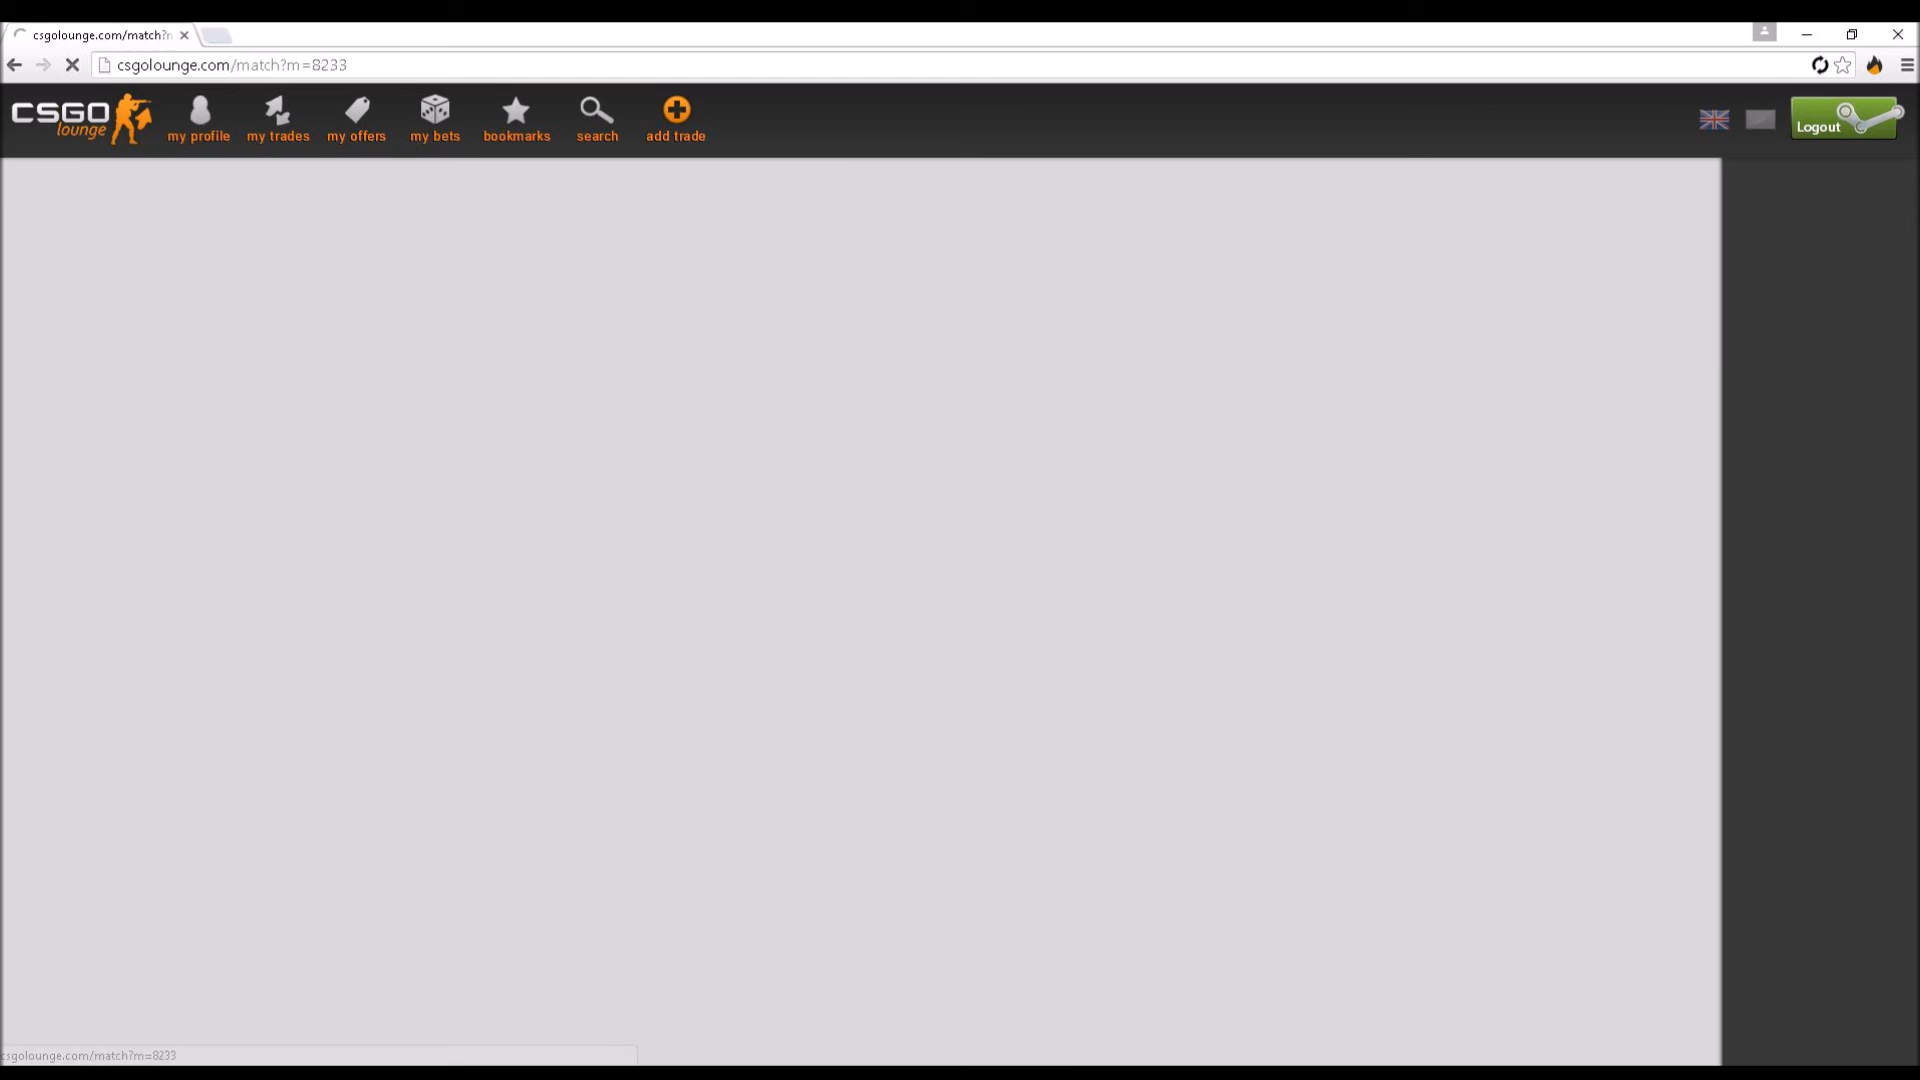 csgolounge.com/match?m
csgolounge.com/match?m=8233
CSGO
lounge
my profile
my trades
my offers
my bets
bookmarks
search
add trade
Logout
csgolounge.com/match?m=8233